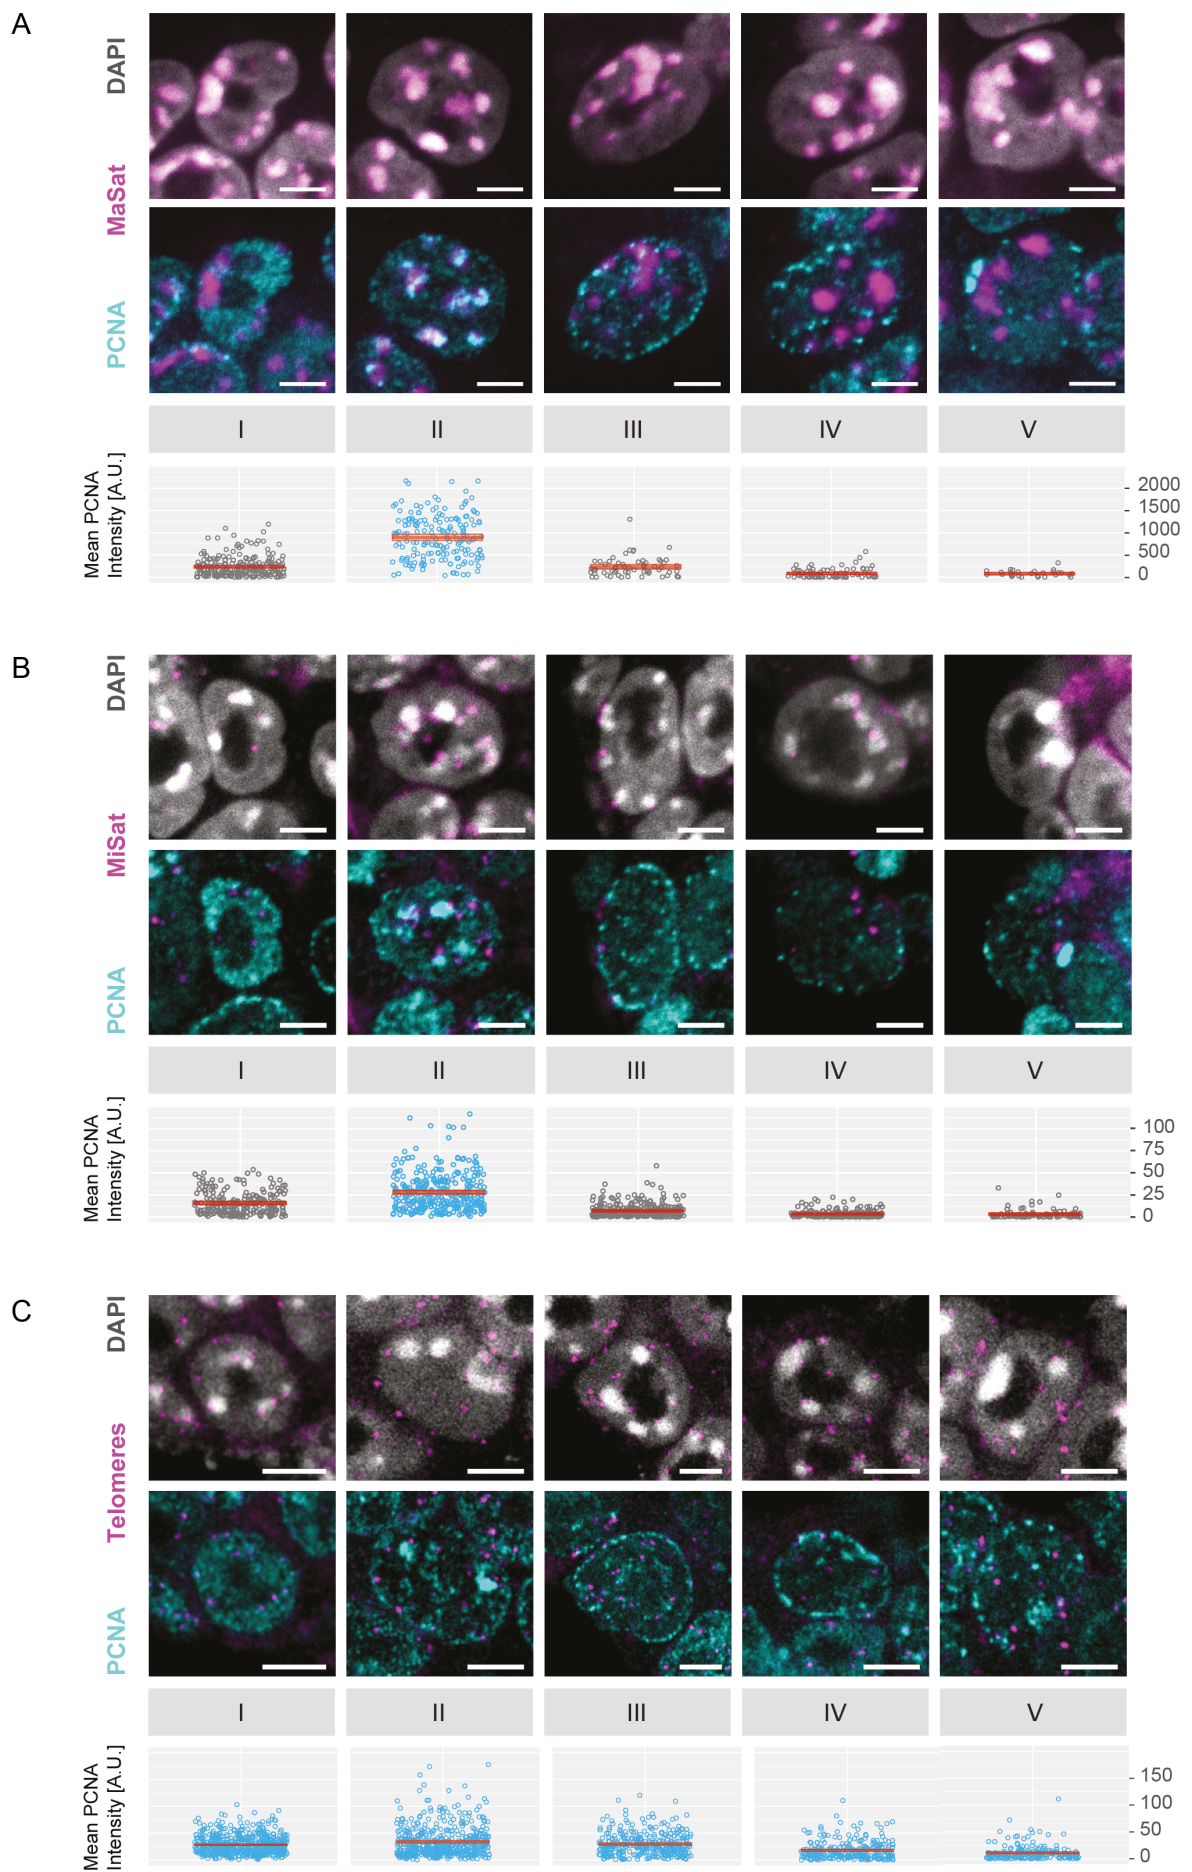 A
DAPI
MaSat
PCNA
I II III IV V
Mean PCNA
Intensity [A.U.]
2000
1500
1000
500
0
B
DAPI
MiSat
PCNA
I II III IV V
Mean PCNA
Intensity [A.U.]
100
75
50
25
0
C
DAPI
Telomeres
PCNA
I II III IV V
Mean PCNA
Intensity [A.U.]
150
100
50
0